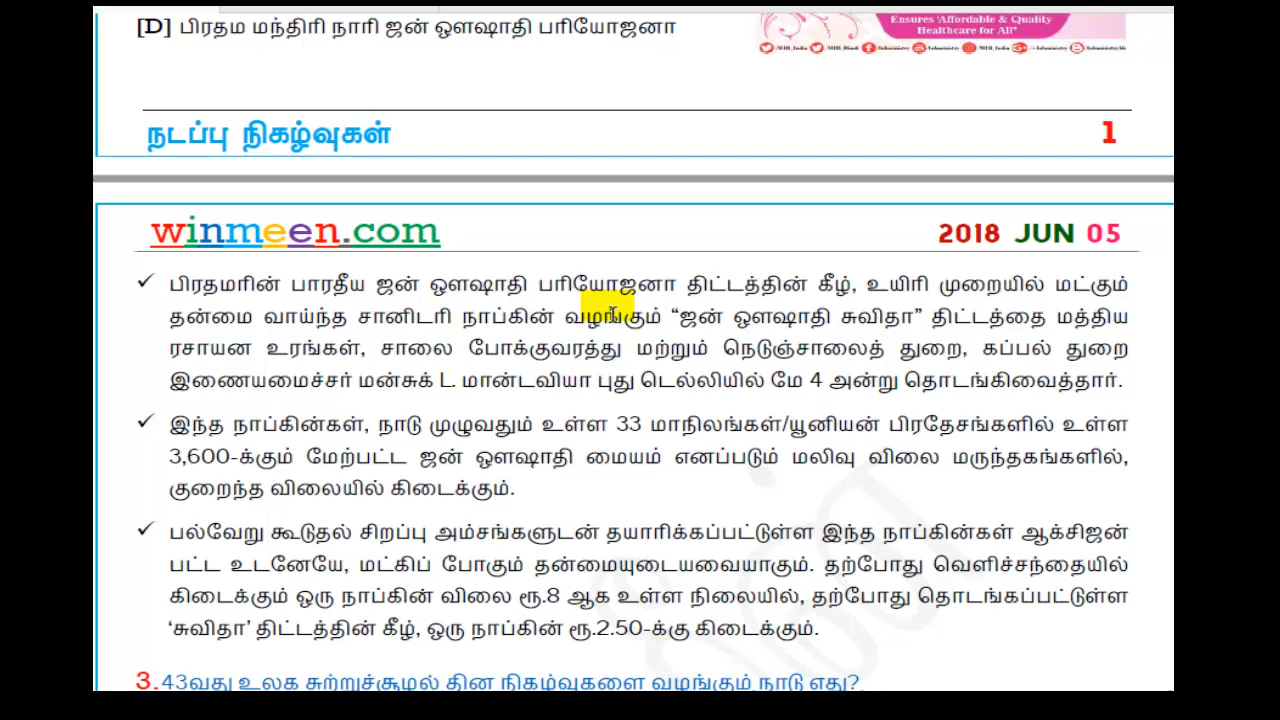 [D] பிரதம மந்திரி நாரி ஜன் ஔஷாதி பரியோஜனா
Ensures 'Affordable & Quality
Healthcare for All"
நடப்பு நிகழ்வுகள் 1
winmeen.com 2018 JUN 05
✓ பிரதமரின் பாரதீய ஜன் ஔஷாதி பரியோஜனா திட்டத்தின் கீழ், உயிரி முறையில் மட்கும்
தன்மை வாய்ந்த சானிடரி நாப்கின் வழங்கும் “ஜன் ஔஷாதி சுவிதா” திட்டத்தை மத்திய
ரசாயன உரங்கள், சாலை போக்குவரத்து மற்றும் நெடுஞ்சாலைத் துறை, கப்பல் துறை
இணையமைச்சர் மன்சுக் L. மாண்டவியா புது டெல்லியில் மே 4 அன்று தொடங்கிவைத்தார்.
✓ இந்த நாப்கின்கள், நாடு முழுவதும் உள்ள 33 மாநிலங்கள்/யூனியன் பிரதேசங்களில் உள்ள
3,600-க்கும் மேற்பட்ட ஜன் ஔஷாதி மையம் எனப்படும் மலிவு விலை மருந்தகங்களில்,
குறைந்த விலையில் கிடைக்கும்.
✓ பல்வேறு கூடுதல் சிறப்பு அம்சங்களுடன் தயாரிக்கப்பட்டுள்ள இந்த நாப்கின்கள் ஆக்சிஜன்
பட்ட உடனேயே, மட்கிப் போகும் தன்மையுடையவையாகும். தற்போது வெளிச்சந்தையில்
கிடைக்கும் ஒரு நாப்கின் விலை ரூ.8 ஆக உள்ள நிலையில், தற்போது தொடங்கப்பட்டுள்ள
‘சுவிதா’ திட்டத்தின் கீழ், ஒரு நாப்கின் ரூ.2.50-க்கு கிடைக்கும்.
3. 43வது உலக சுற்றுச்சூழல் தின நிகழ்வுகளை வழங்கும் நாடு எது?